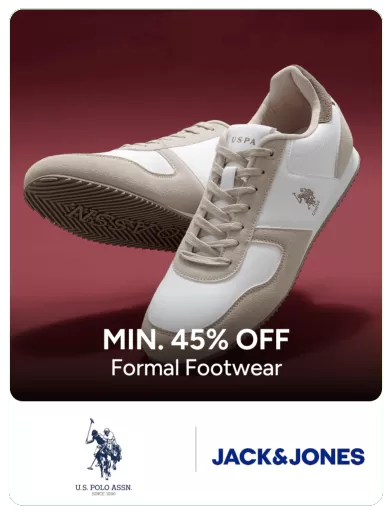 USPA
MIN. 45% OFF
Formal Footwear
U.S. POLO ASSN.
SINCE 1890
JACK&JONES